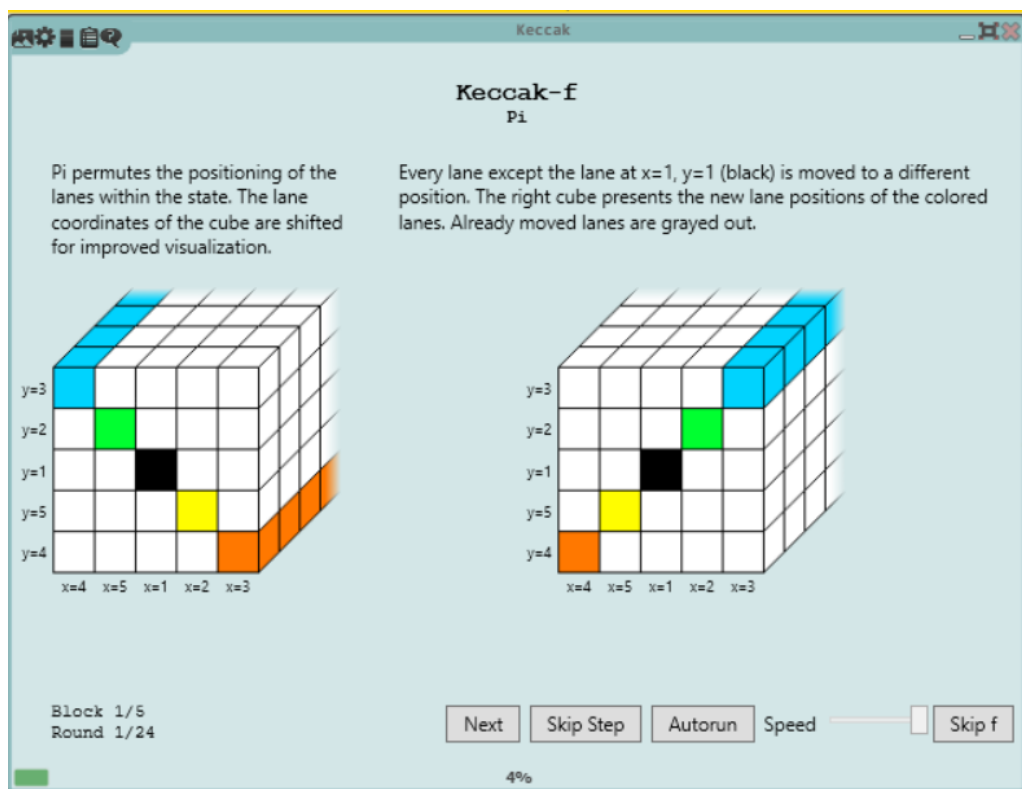 Keccak
Keccak-f
Pi
Pi permutes the positioning of the
lanes within the state. The lane
coordinates of the cube are shifted
for improved visualization.
Every lane except the lane at x=1, y=1 (black) is moved to a different
position. The right cube presents the new lane positions of the colored
lanes. Already moved lanes are grayed out.
y=3
y=2
y=1
y=5
y=4
x=4 x=5 x=1 x=2 x=3
y=3
y=2
y=1
y=5
y=4
x=4 x=5 x=1 x=2 x=3
Block 1/5
Round 1/24
Next Skip Step Autorun Speed Skip f
4%